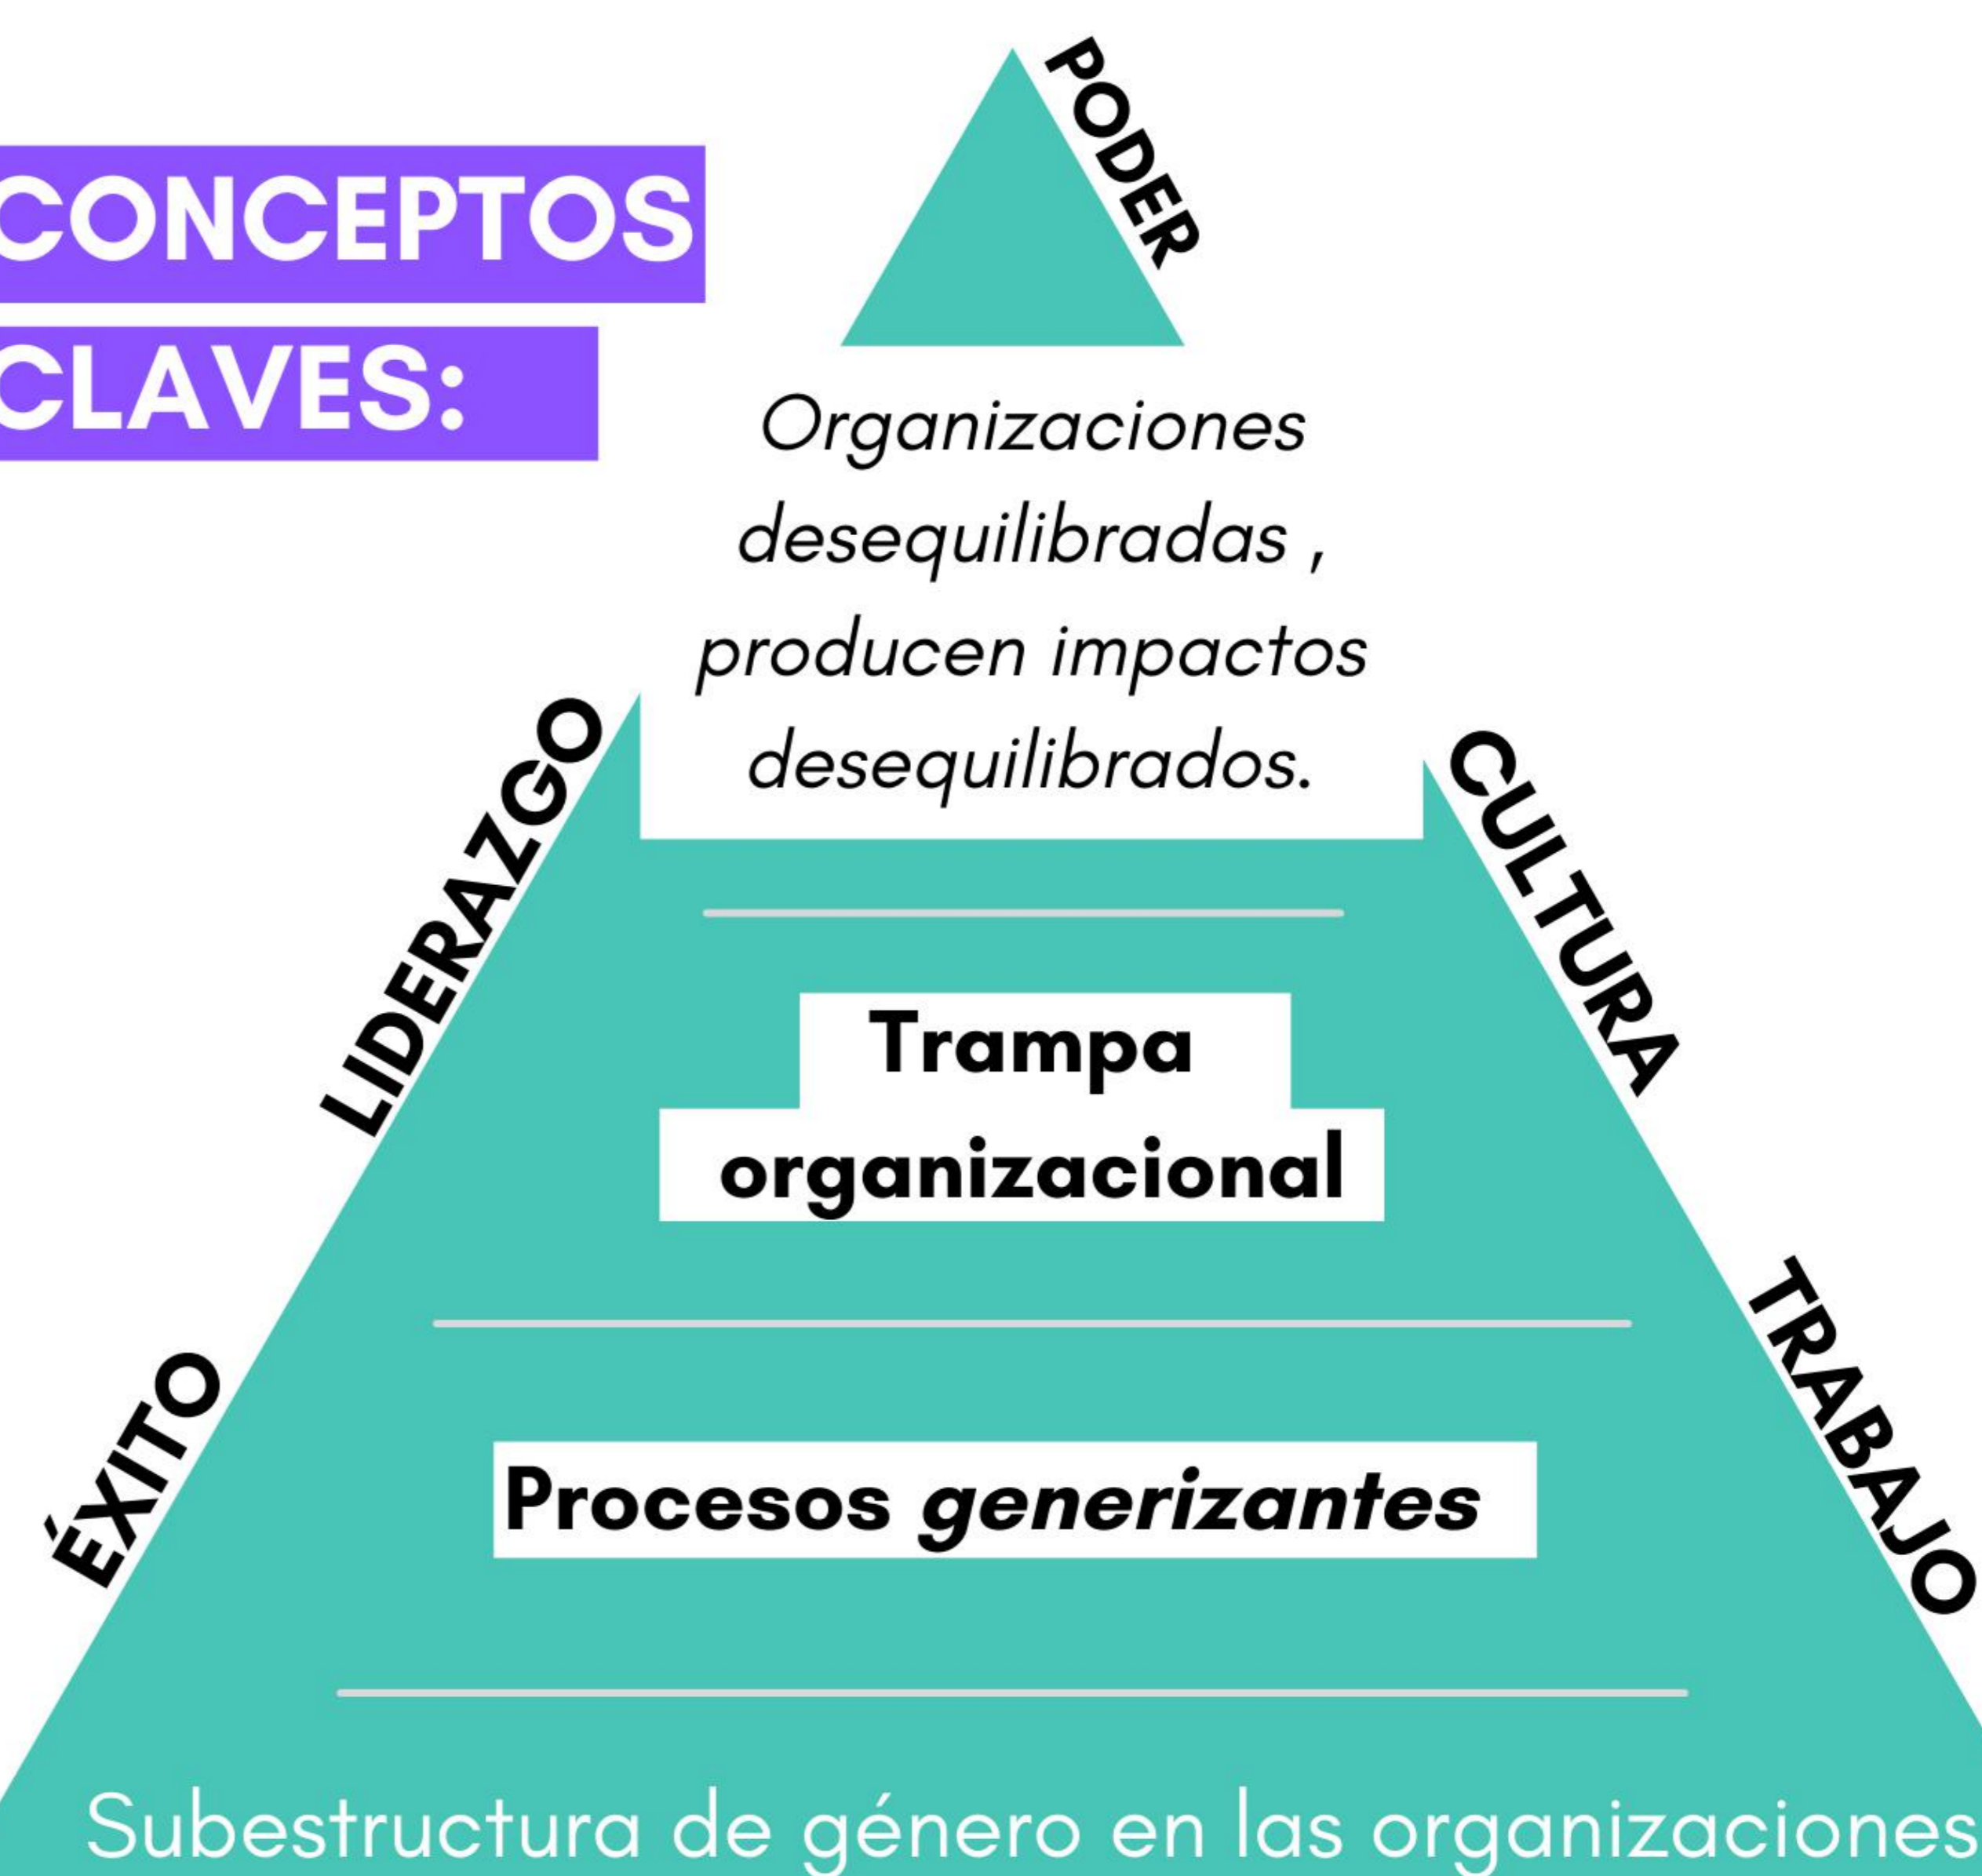 CONCEPTOS
CLAVES:
PODER
Organizaciones
desequilibradas ,
producen impactos
desequilibrados.
LIDERAZGO
CULTURA
Trampa
organizacional
ÉXITO
TRABAJO
Procesos generizantes
Subestructura de género en las organizaciones